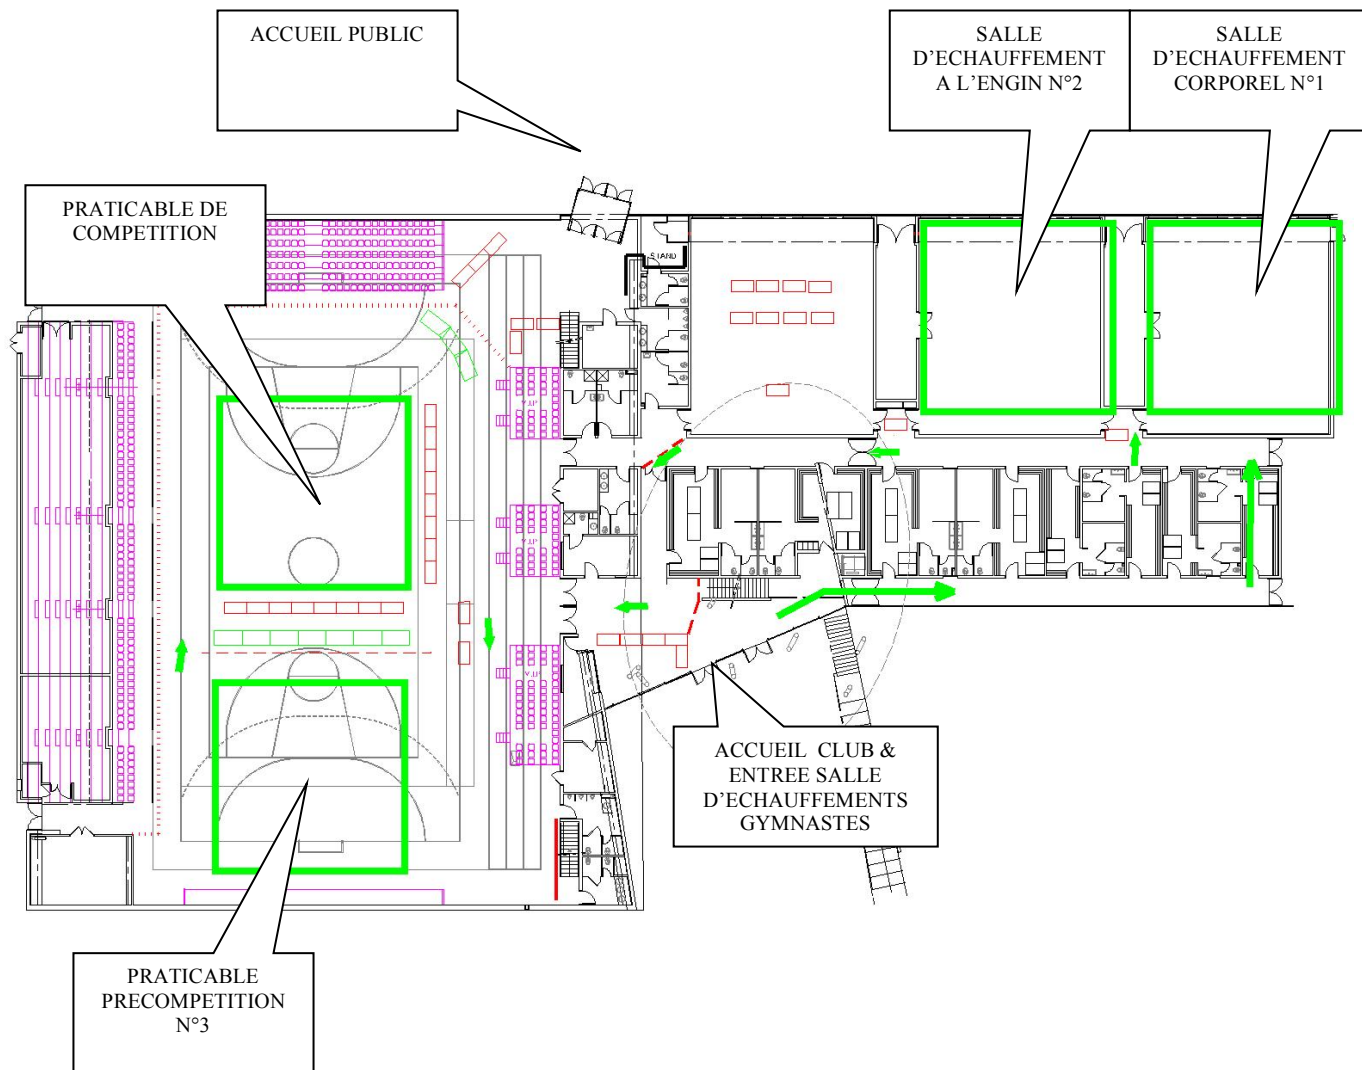 ACCUEIL PUBLIC
SALLE
D’ECHAUFFEMENT
A L’ENGIN N°2
SALLE
D’ECHAUFFEMENT
CORPOREL N°1
PRATICABLE DE
COMPETITION
STAND
V.I.P
V.I.P
V.I.P
ACCUEIL CLUB &
ENTREE SALLE
D’ECHAUFFEMENTS
GYMNASTES
PRATICABLE
PRECOMPETITION
N°3